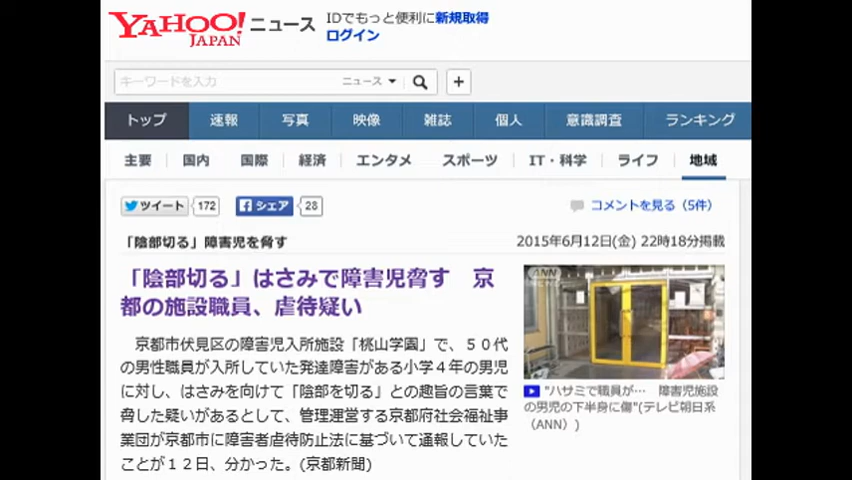 YAHOO! JAPAN ニュース
IDでもっと便利に新規取得
ログイン
キーワードを入力
ニュース
+
トップ 速報 写真 映像 雑誌 個人 意識調査 ランキング
主要 国内 国際 経済 エンタメ スポーツ IT・科学 ライフ 地域
ツイート 172 シェア 28
コメントを見る（5件）
「陰部切る」障害児を脅す
2015年6月12日(金) 22時18分掲載
「陰部切る」はさみで障害児脅す　京
都の施設職員、虐待疑い
京都市伏見区の障害児入所施設「桃山学園」で、５０代
の男性職員が入所していた発達障害がある小学４年の男児
に対し、はさみを向けて「陰部を切る」との趣旨の言葉で
脅した疑いがあるとして、管理運営する京都府社会福祉事
業団が京都市に障害者虐待防止法に基づいて通報していた
ことが１２日、分かった。(京都新聞)
ANN
NEWS
"ハサミで職員が…　障害児施設
の男児の下半身に傷"(テレビ朝日系
（ANN）)